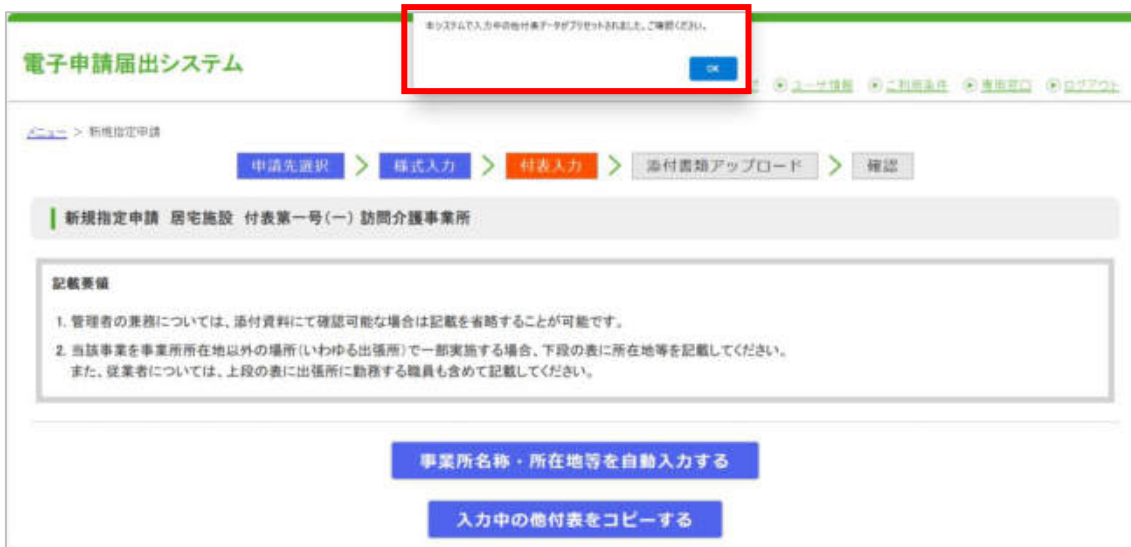 本システムで入力中の他付表データがプリセットされました。ご確認ください。
OK
電子申請届出システム
ユーザ情報 ご利用条件 専用窓口 ログアウト
メニュー > 新規指定申請
申請先選択 > 様式入力 > 付表入力 > 添付書類アップロード > 確認
新規指定申請 居宅施設 付表第一号(一) 訪問介護事業所
記載要領
1. 管理者の兼務については、添付資料にて確認可能な場合は記載を省略することが可能です。
2. 当該事業を事業所所在地以外の場所(いわゆる出張所)で一部実施する場合、下段の表に所在地等を記載してください。
また、従業者については、上段の表に出張所に勤務する職員も含めて記載してください。
事業所名称・所在地等を自動入力する
入力中の他付表をコピーする